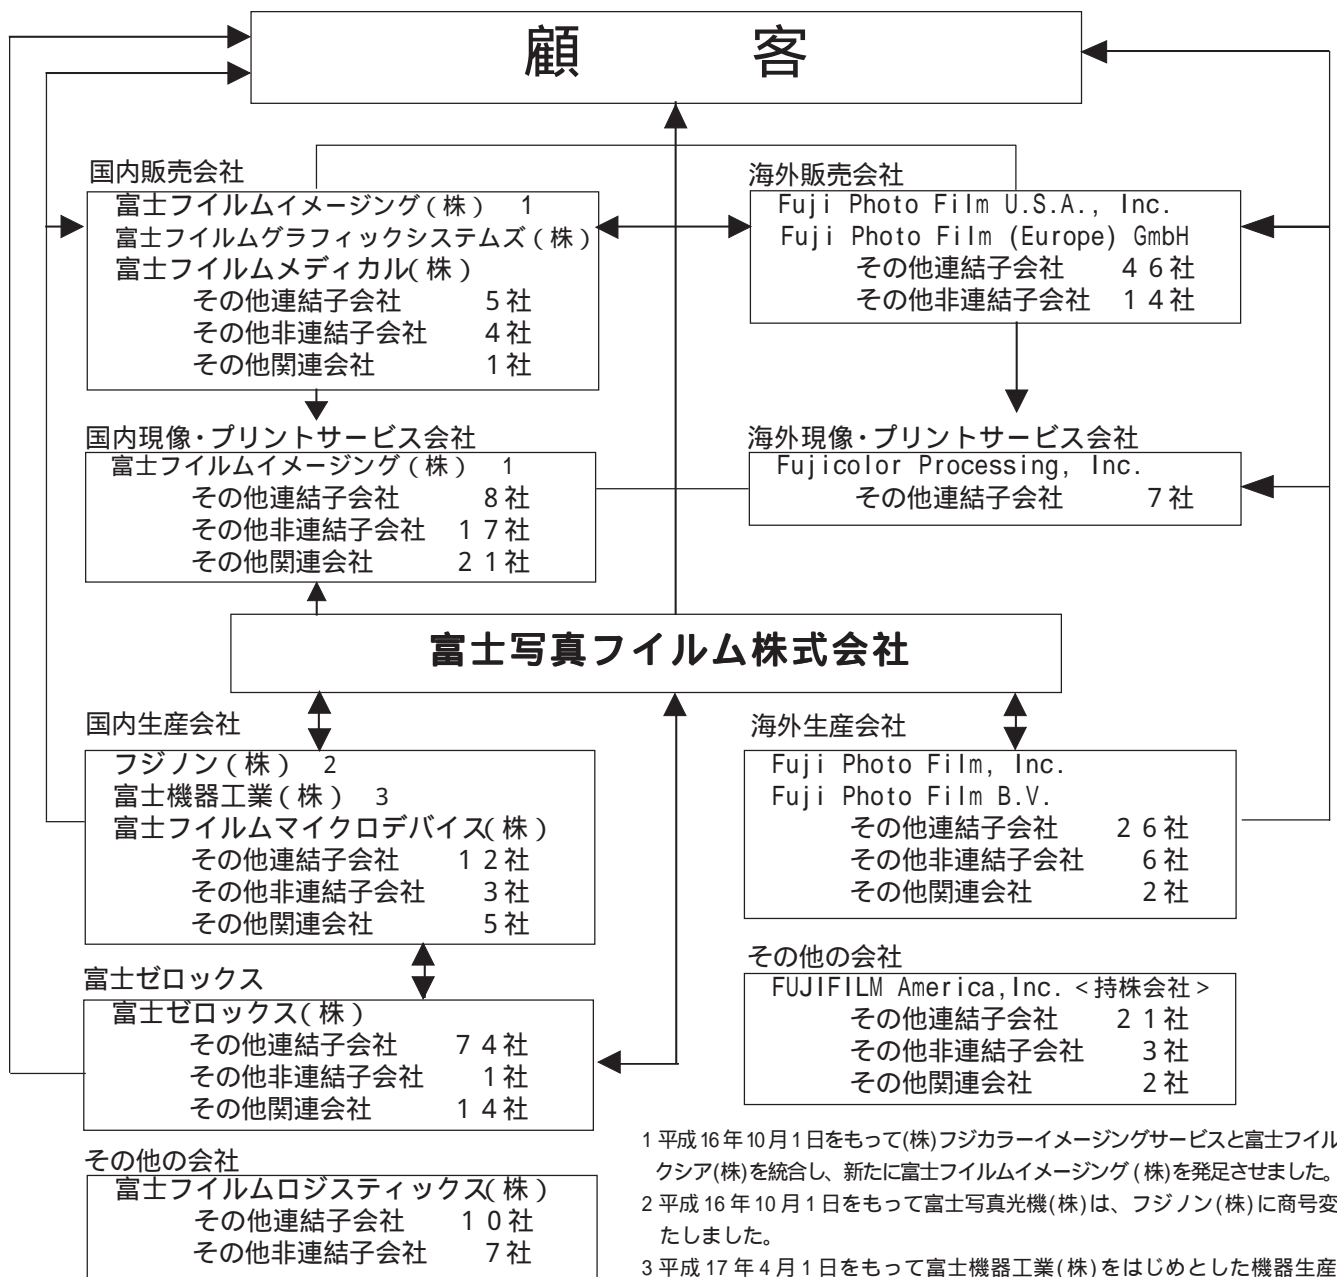 顧客
国内販売会社
富士フイルムイメージング(株) 1
富士フイルムグラフィックシステムズ(株)
富士フイルムメディカル(株)
その他連結子会社 5社
その他非連結子会社 4社
その他関連会社 1社
海外販売会社
Fuji Photo Film U.S.A., Inc.
Fuji Photo Film (Europe) GmbH
その他連結子会社 46社
その他非連結子会社 14社
国内現像・プリントサービス会社
富士フイルムイメージング(株) 1
その他連結子会社 8社
その他非連結子会社 17社
その他関連会社 21社
海外現像・プリントサービス会社
Fujicolor Processing, Inc.
その他連結子会社 7社
富士写真フイルム株式会社
国内生産会社
フジノン(株) 2
富士機器工業(株) 3
富士フイルムマイクロデバイス(株)
その他連結子会社 12社
その他非連結子会社 3社
その他関連会社 5社
海外生産会社
Fuji Photo Film, Inc.
Fuji Photo Film B.V.
その他連結子会社 26社
その他非連結子会社 6社
その他関連会社 2社
富士ゼロックス
富士ゼロックス(株)
その他連結子会社 74社
その他非連結子会社 1社
その他関連会社 14社
その他の会社
FUJIFILM America,Inc.<持株会社>
その他連結子会社 21社
その他非連結子会社 3社
その他関連会社 2社
その他の会社
富士フイルムロジスティックス(株)
その他連結子会社 10社
その他非連結子会社 7社
1 平成16年10月1日をもって(株)フジカラーイメージングサービスと富士フイル
クシア(株)を統合し、新たに富士フイルムイメージング(株)を発足させました。
2 平成16年10月1日をもって富士写真光機(株)は、フジノン(株)に商号変
たしました。
3 平成17年4月1日をもって富士機器工業(株)をはじめとした機器生産